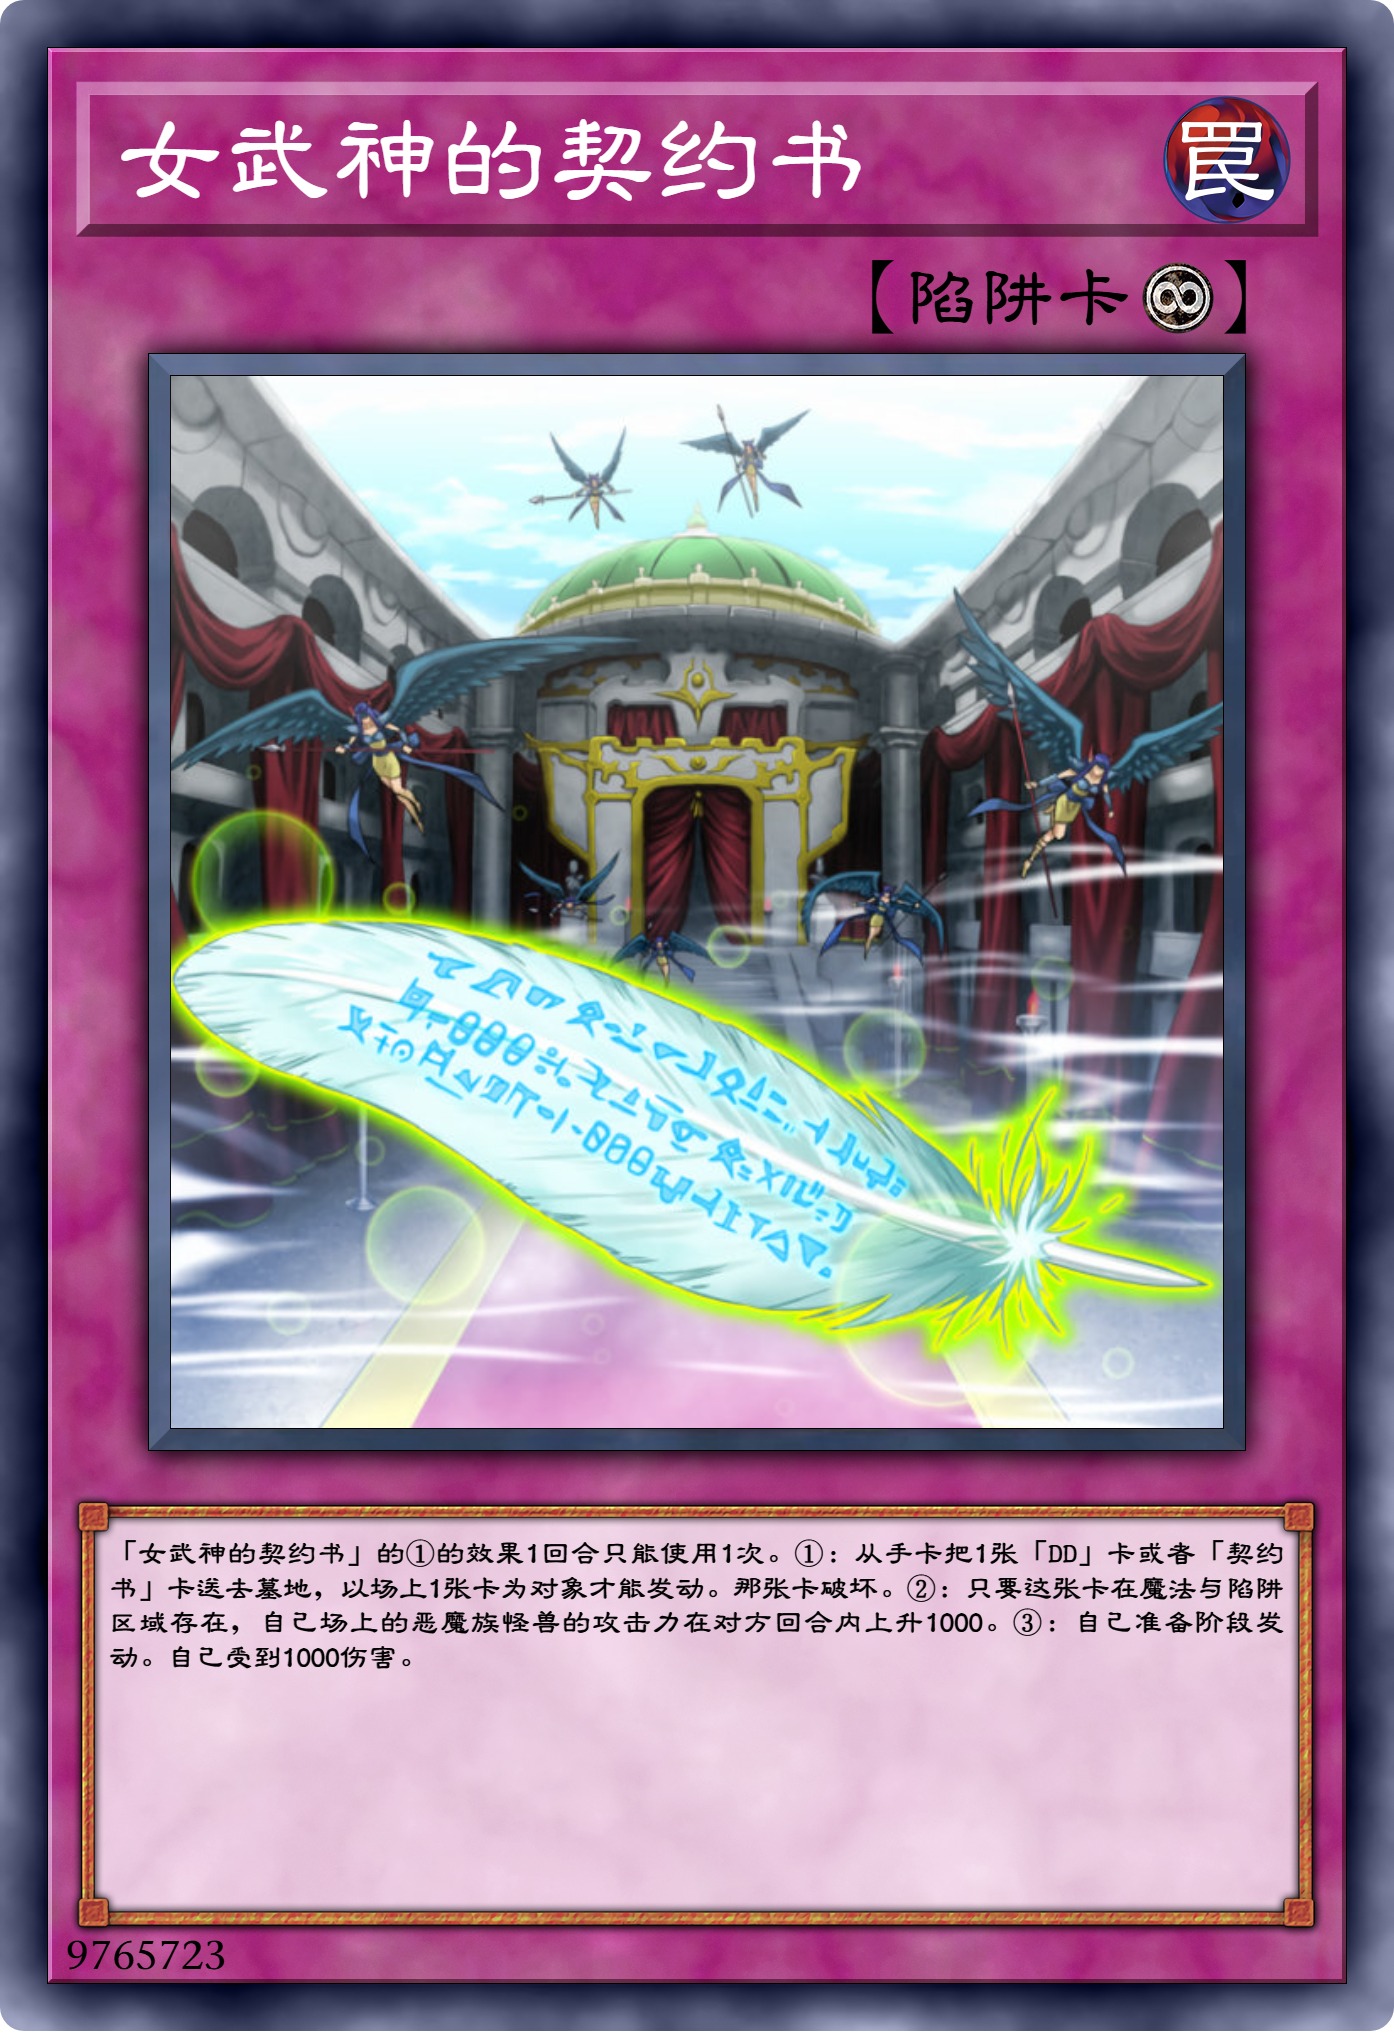 女武神的契约书
罠
【陷阱卡】
「女武神的契约书」的①的效果1回合只能使用1次。①：从手卡把1张「DD」卡或者「契约
书」卡送去墓地，以场上1张卡为对象才能发动。那张卡破坏。②：只要这张卡在魔法与陷阱
区域存在，自己场上的恶魔族怪兽的攻击力在对方回合内上升1000。③：自己准备阶段发
动。自己受到1000伤害。
9765723